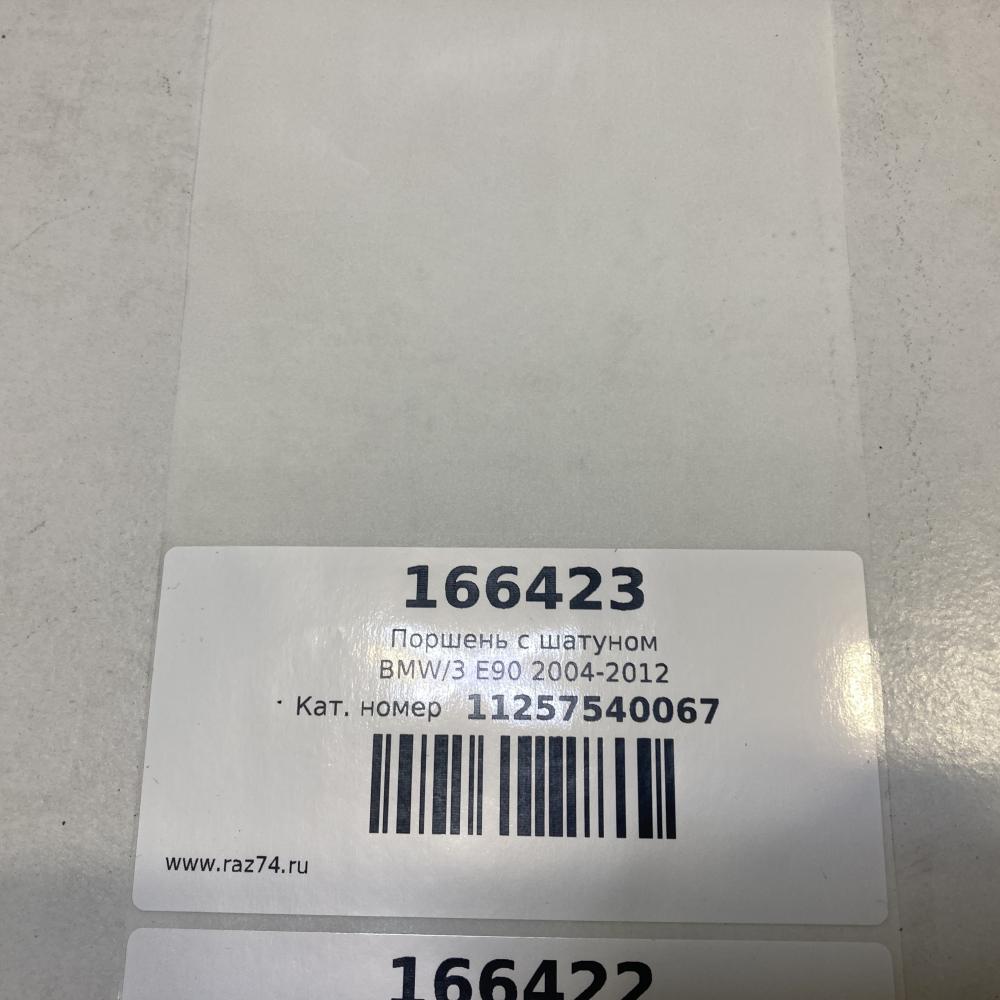 166423
Поршень с шатуном
BMW/3 E90 2004-2012
Кат. номер 11257540067
www.raz74.ru
166422